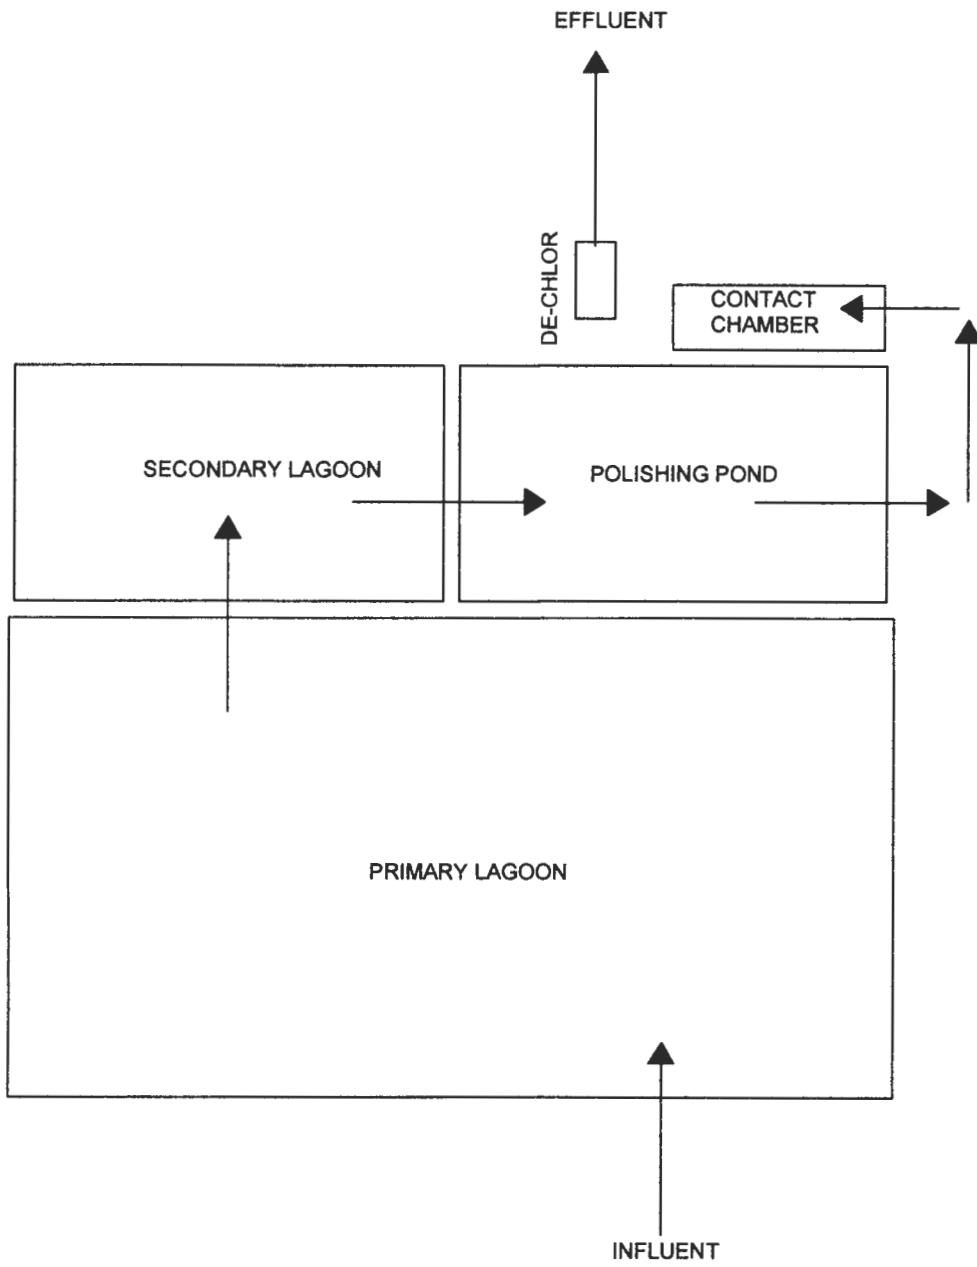 EFFLUENT
DE-CHLOR
CONTACT
CHAMBER
SECONDARY LAGOON
POLISHING POND
PRIMARY LAGOON
INFLUENT